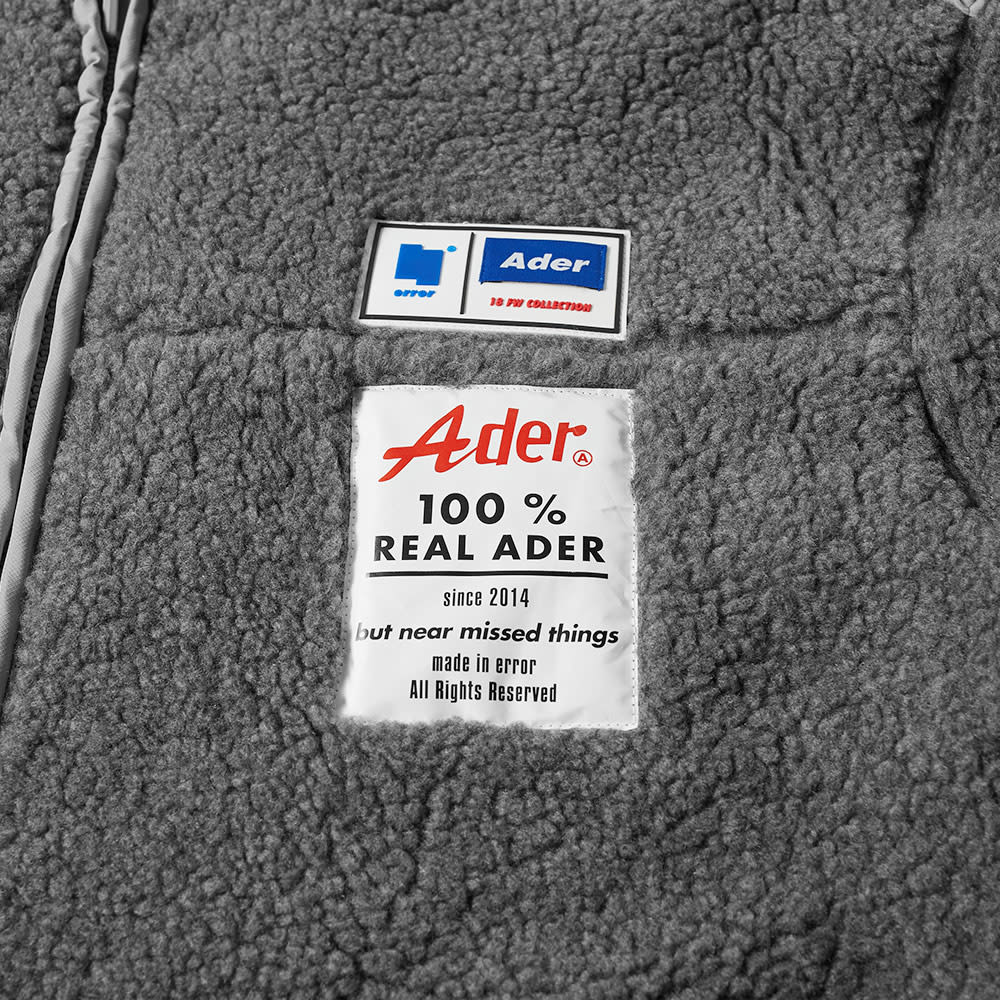 error
Ader
18 FW COLLECTION
Ader Ⓐ
100 %
REAL ADER
since 2014
but near missed things
made in error
All Rights Reserved